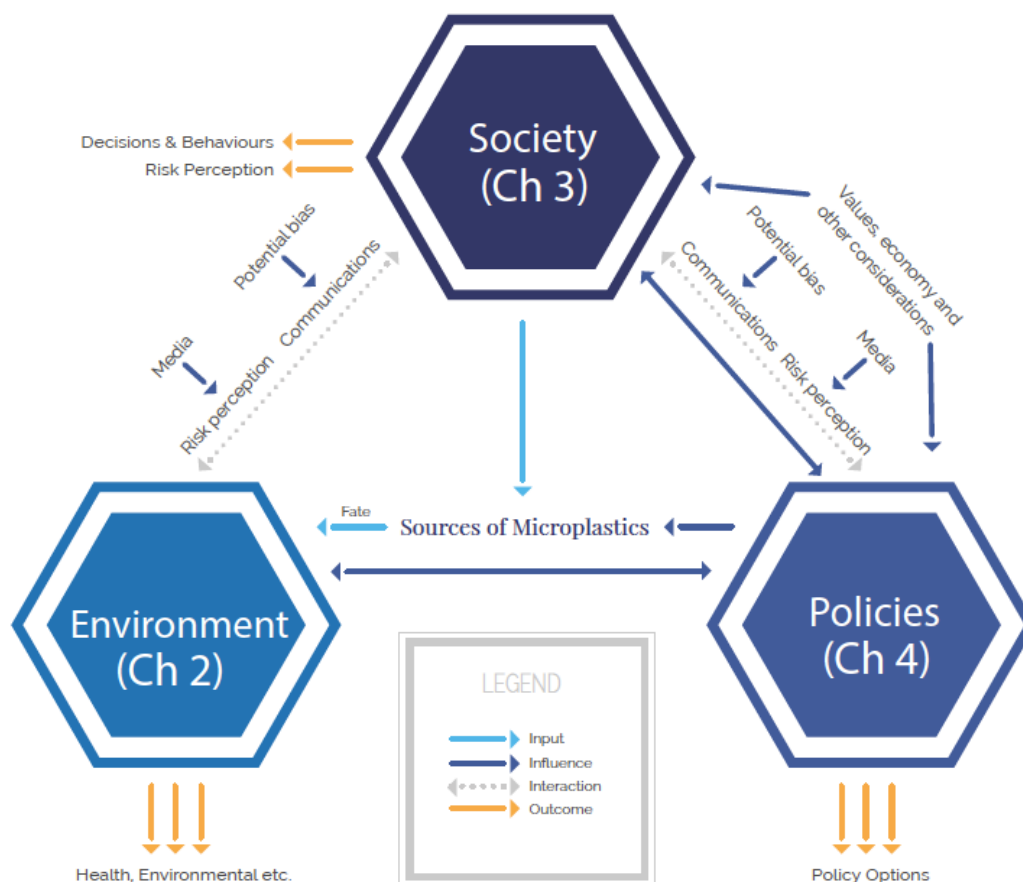 Society
(Ch 3)
Decisions & Behaviours
Risk Perception
Potential bias
Communications
Media
Risk perception
Values, economy and
other considerations
Potential bias
Communications
Media
Risk perception
Fate
Sources of Microplastics
Environment
(Ch 2)
Policies
(Ch 4)
LEGEND
Input
Influence
Interaction
Outcome
Health, Environmental etc.
Policy Options